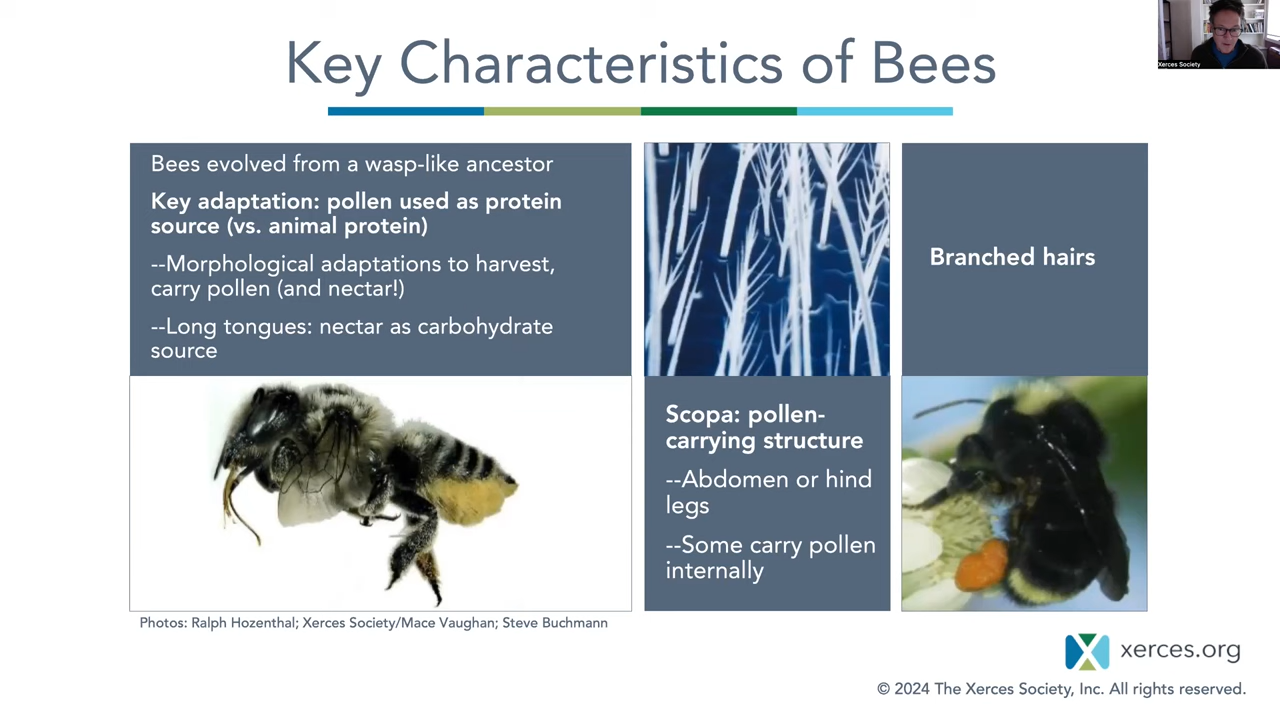 Key Characteristics of Bees
Xerces Society
Bees evolved from a wasp-like ancestor
Key adaptation: pollen used as protein
source (vs. animal protein)
--Morphological adaptations to harvest,
carry pollen (and nectar!)
--Long tongues: nectar as carbohydrate
source
Branched hairs
Scopa: pollen-
carrying structure
--Abdomen or hind
legs
--Some carry pollen
internally
Photos: Ralph Hozenthal; Xerces Society/Mace Vaughan; Steve Buchmann
xerces.org
© 2024 The Xerces Society, Inc. All rights reserved.